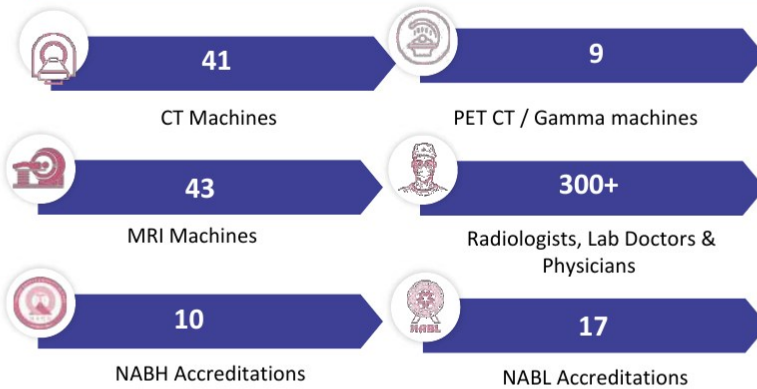 41
CT Machines
9
PET CT / Gamma machines
43
MRI Machines
300+
Radiologists, Lab Doctors &
Physicians
10
NABH Accreditations
NABL
17
NABL Accreditations